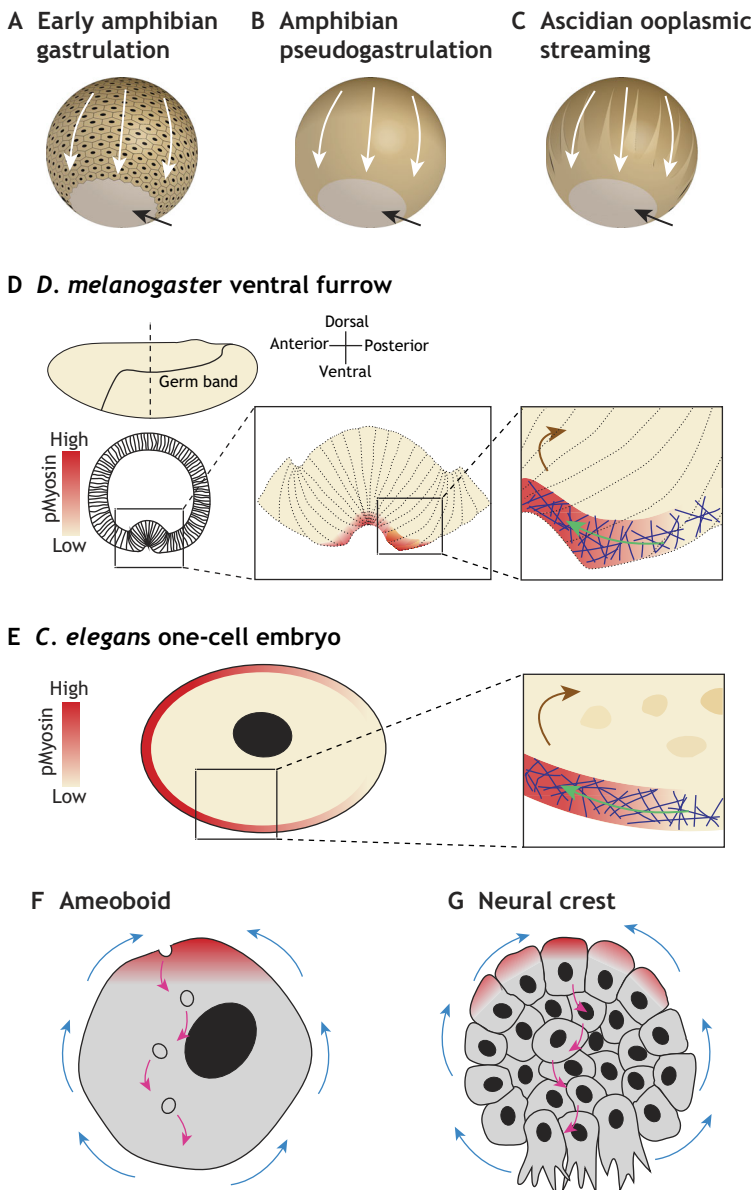 A Early amphibian
gastrulation
B Amphibian
pseudogastrulation
C Ascidian ooplasmic
streaming
D D. melanogaster ventral furrow
Dorsal
Anterior
Posterior
Ventral
Germ band
High
pMyosin
Low
E C. elegans one-cell embryo
High
pMyosin
Low
F Ameoboid
G Neural crest